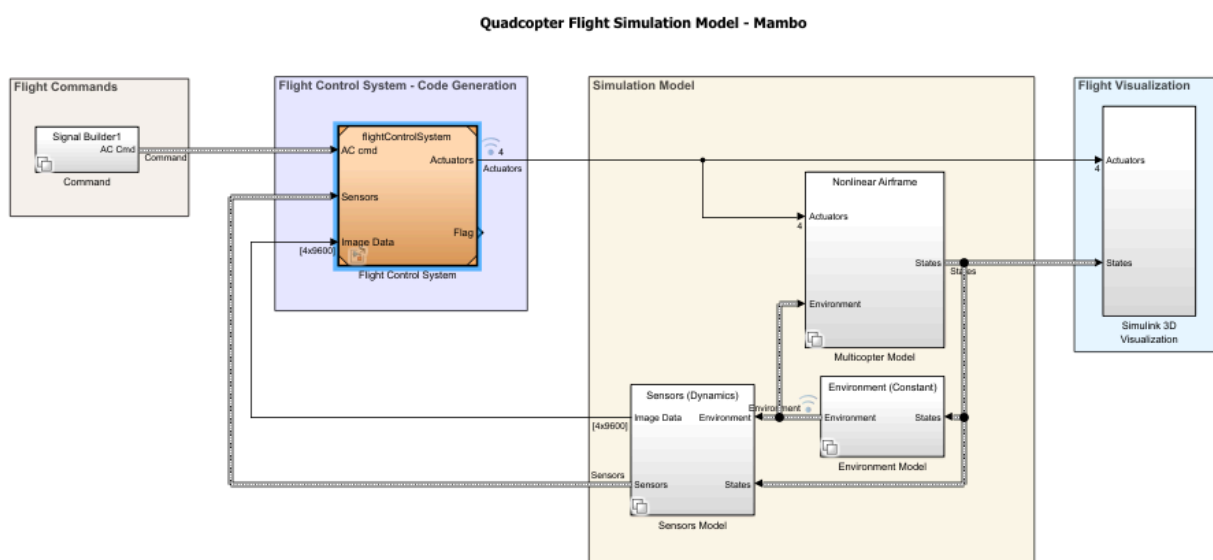 Quadcopter Flight Simulation Model - Mambo
Flight Commands
Signal Builder1
AC Cmd
Command
Command
Flight Control System - Code Generation
flightControlSystem
AC cmd
Actuators
4
Actuators
Sensors
Image Data
[4x9600]
Flag
Flight Control System
Simulation Model
Nonlinear Airframe
Actuators
4
States
States
Environment
Multicopter Model
Sensors (Dynamics)
Image Data
Environment
[4x9600]
Sensors
Sensors
States
Sensors Model
Environment
Environment (Constant)
Environment
States
Environment Model
Flight Visualization
Actuators
4
States
Simulink 3D
Visualization